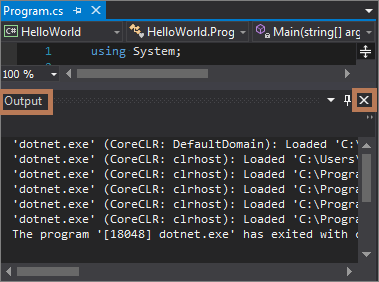 Program.cs
C# HelloWorld HelloWorld.Prog Main(string[] arg
1 using System;
100 %
Output
'dotnet.exe' (CoreCLR: DefaultDomain): Loaded 'C:\
'dotnet.exe' (CoreCLR: clrhost): Loaded 'C:\Users\
'dotnet.exe' (CoreCLR: clrhost): Loaded 'C:\Progra
'dotnet.exe' (CoreCLR: clrhost): Loaded 'C:\Progra
'dotnet.exe' (CoreCLR: clrhost): Loaded 'C:\Progra
'dotnet.exe' (CoreCLR: clrhost): Loaded 'C:\Progra
The program '[18048] dotnet.exe' has exited with c